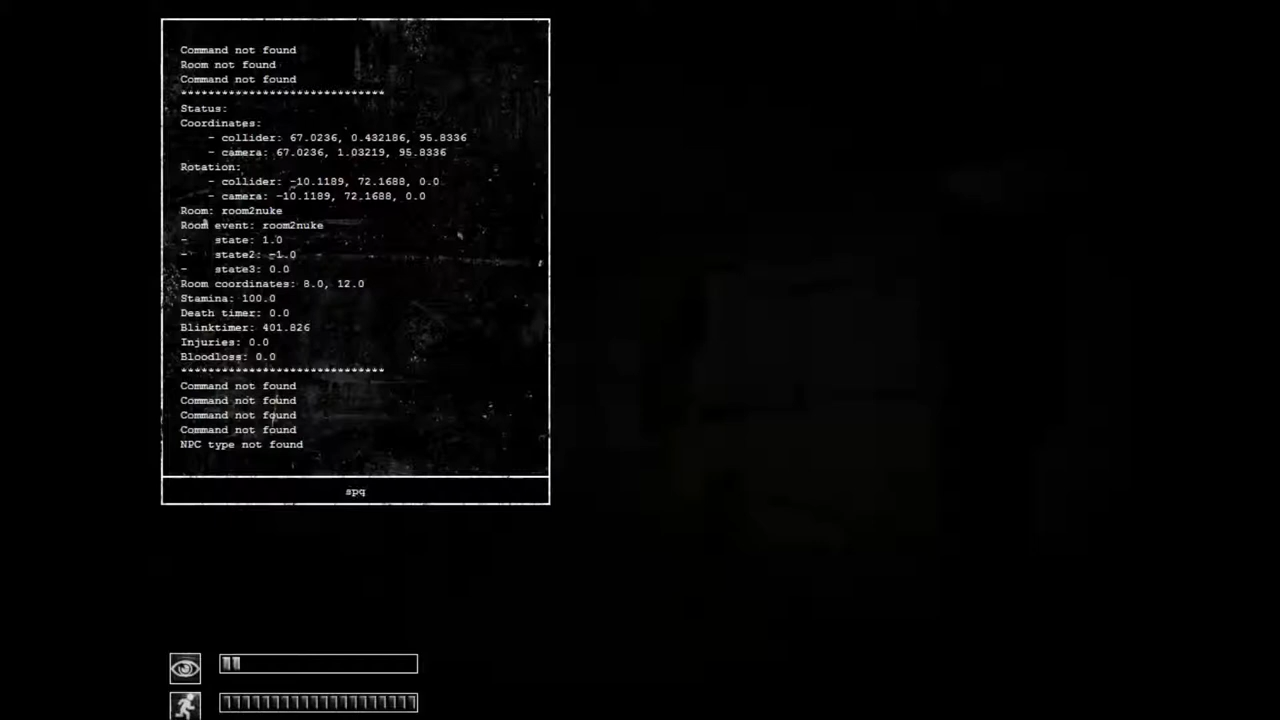 Command not found
Room not found
Command not found
******************************
Status:
Coordinates:
- collider: 67.0236, 0.432186, 95.8336
- camera: 67.0236, 1.03219, 95.8336
Rotation:
- collider: -10.1189, 72.1688, 0.0
- camera: -10.1189, 72.1688, 0.0
Room: room2nuke
Room event: room2nuke
- state: 1.0
- state2: -1.0
- state3: 0.0
Room coordinates: 8.0, 12.0
Stamina: 100.0
Death timer: 0.0
Blinktimer: 401.826
Injuries: 0.0
Bloodloss: 0.0
******************************
Command not found
Command not found
Command not found
Command not found
NPC type not found
spq